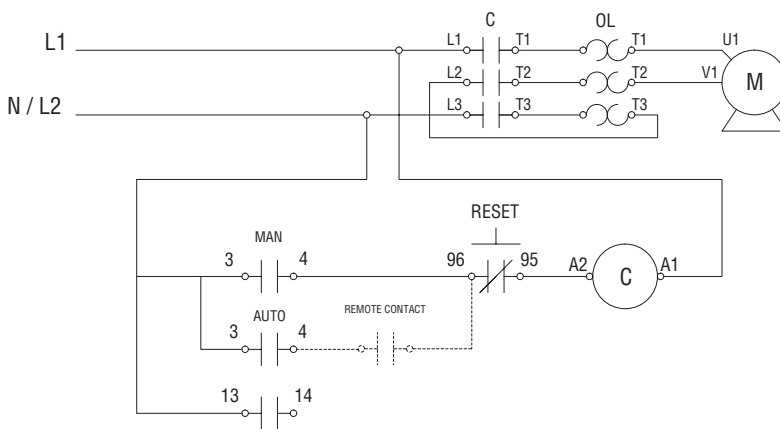 C OL
L1 L1 T1 T1 U1
L2 T2 T2 V1 M
N / L2 L3 T3 T3
RESET
MAN
3 4 96 95 A2 C A1
AUTO REMOTE CONTACT
3 4
13 14